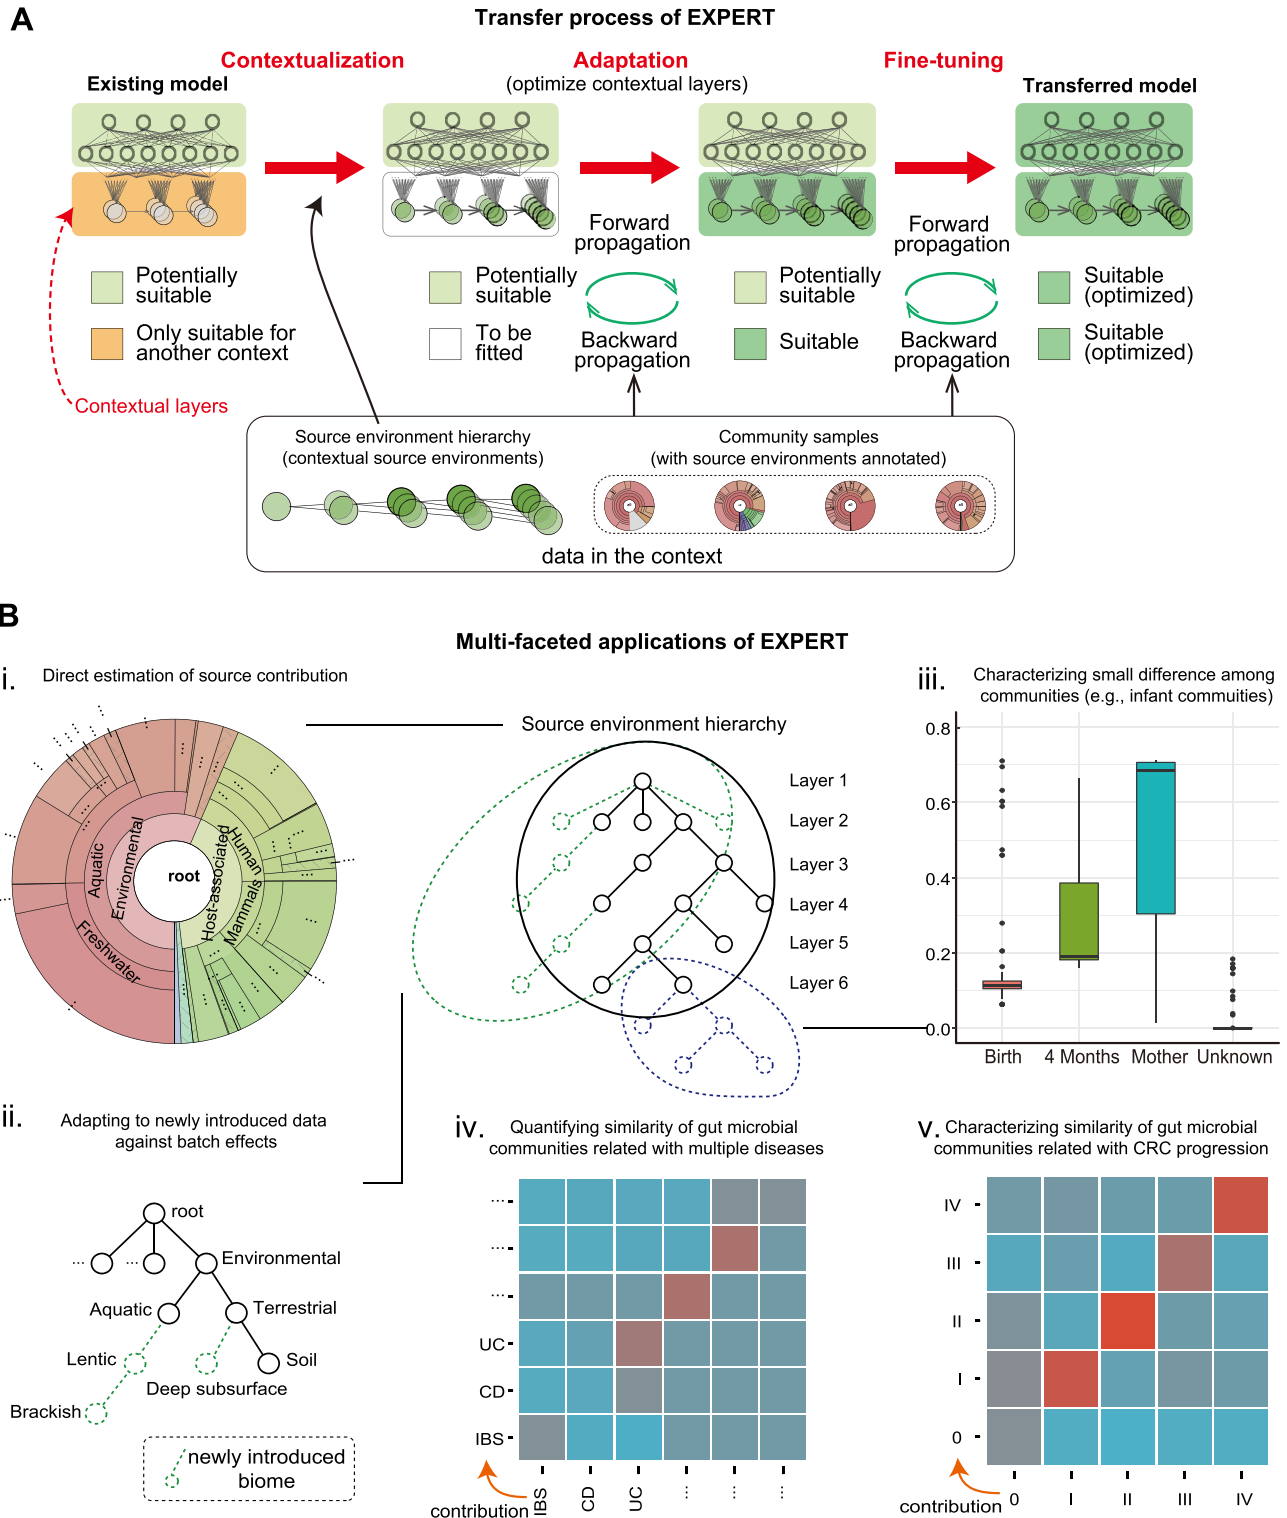 A
Transfer process of EXPERT
Contextualization
Adaptation
Fine-tuning
(optimize contextual layers)
Existing model
Transferred model
Forward
propagation
Forward
propagation
Potentially
suitable
Only suitable for
another context
Potentially
suitable
To be
fitted
Backward
propagation
Potentially
suitable
Suitable
Backward
propagation
Suitable
(optimized)
Suitable
(optimized)
Contextual layers
Source environment hierarchy
(contextual source environments)
Community samples
(with source environments annotated)
data in the context
B
Multi-faceted applications of EXPERT
i.
Direct estimation of source contribution
root
Environmental
Aquatic
Freshwater
Host-associated
Human
Mammals
Source environment hierarchy
Layer 1
Layer 2
Layer 3
Layer 4
Layer 5
Layer 6
iii.
Characterizing small difference among
communities (e.g., infant commuities)
0.8
0.6
0.4
0.2
0.0
Birth
4 Months
Mother
Unknown
ii.
Adapting to newly introduced data
against batch effects
root
... ...
Environmental
Aquatic
Terrestrial
Lentic
Soil
Deep subsurface
Brackish
newly introduced
biome
iv.
Quantifying similarity of gut microbial
communities related with multiple diseases
...
...
...
UC
CD
IBS
contribution
IBS
CD
UC
...
...
...
v.
Characterizing similarity of gut microbial
communities related with CRC progression
IV
III
II
I
0
contribution
0
I
II
III
IV